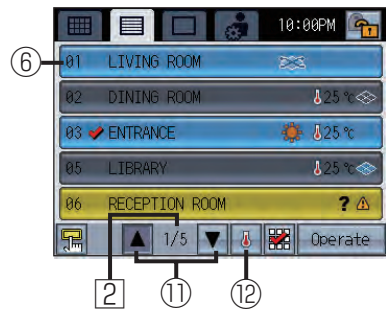 10:00PM
⑥ 01 LIVING ROOM
02 DINING ROOM 25℃
03 ENTRANCE 25℃
05 LIBRARY 25℃
06 RECEPTION ROOM ?
1/5 Operate
2 ⑪ ⑫